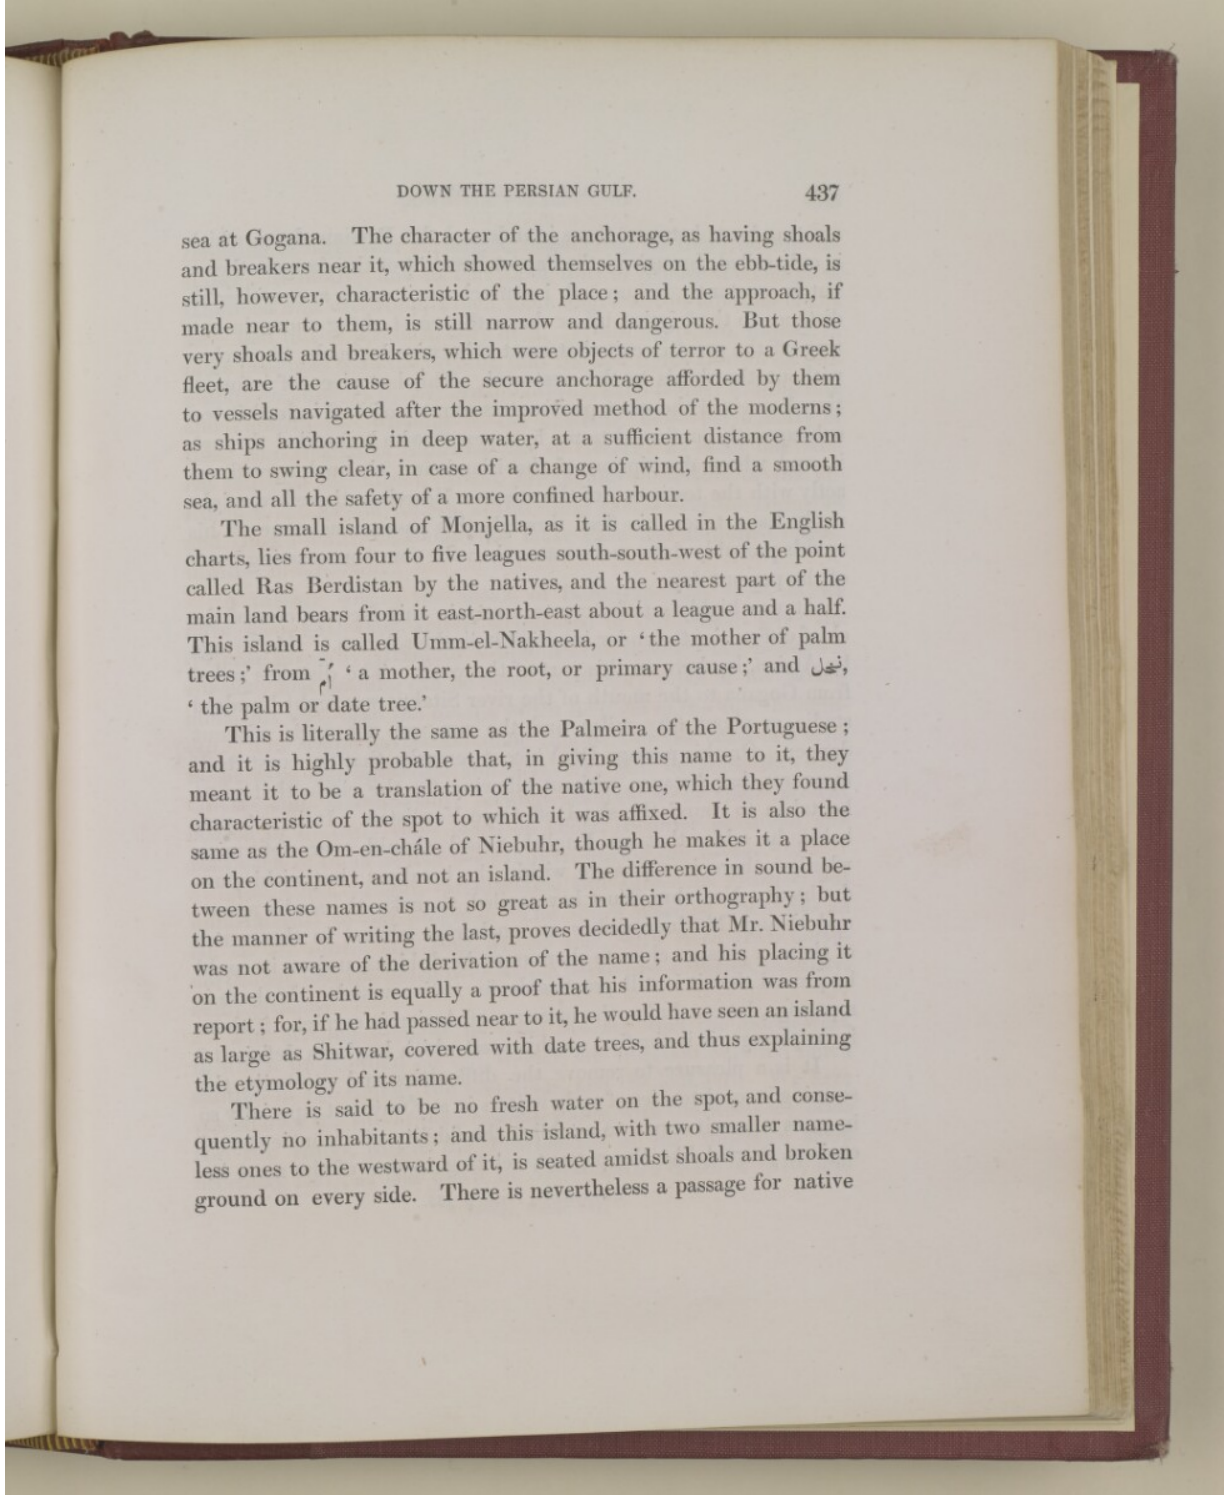 DOWN THE PERSIAN GULF. 437
sea at Gogana. The character of the anchorage, as having shoals
and breakers near it, which showed themselves on the ebb-tide, is
still, however, characteristic of the place; and the approach, if
made near to them, is still narrow and dangerous. But those
very shoals and breakers, which were objects of terror to a Greek
fleet, are the cause of the secure anchorage afforded by them
to vessels navigated after the improved method of the moderns;
as ships anchoring in deep water, at a sufficient distance from
them to swing clear, in case of a change of wind, find a smooth
sea, and all the safety of a more confined harbour.
The small island of Monjella, as it is called in the English
charts, lies from four to five leagues south-south-west of the point
called Ras Berdistan by the natives, and the nearest part of the
main land bears from it east-north-east about a league and a half.
This island is called Umm-el-Nakheela, or ‘the mother of palm
trees;’ from أم ‘a mother, the root, or primary cause;’ and نخل,
‘the palm or date tree.’
This is literally the same as the Palmeira of the Portuguese;
and it is highly probable that, in giving this name to it, they
meant it to be a translation of the native one, which they found
characteristic of the spot to which it was affixed. It is also the
same as the Om-en-chále of Niebuhr, though he makes it a place
on the continent, and not an island. The difference in sound be-
tween these names is not so great as in their orthography; but
the manner of writing the last, proves decidedly that Mr. Niebuhr
was not aware of the derivation of the name; and his placing it
on the continent is equally a proof that his information was from
report; for, if he had passed near to it, he would have seen an island
as large as Shitwar, covered with date trees, and thus explaining
the etymology of its name.
There is said to be no fresh water on the spot, and conse-
quently no inhabitants; and this island, with two smaller name-
less ones to the westward of it, is seated amidst shoals and broken
ground on every side. There is nevertheless a passage for native